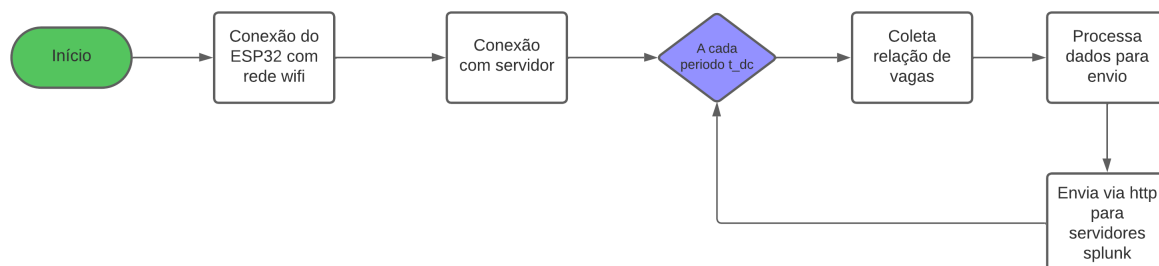 Início
Conexão do
ESP32 com
rede wifi
Conexão
com servidor
A cada
periodo t_dc
Coleta
relação de
vagas
Processa
dados para
envio
Envia via http
para
servidores
splunk